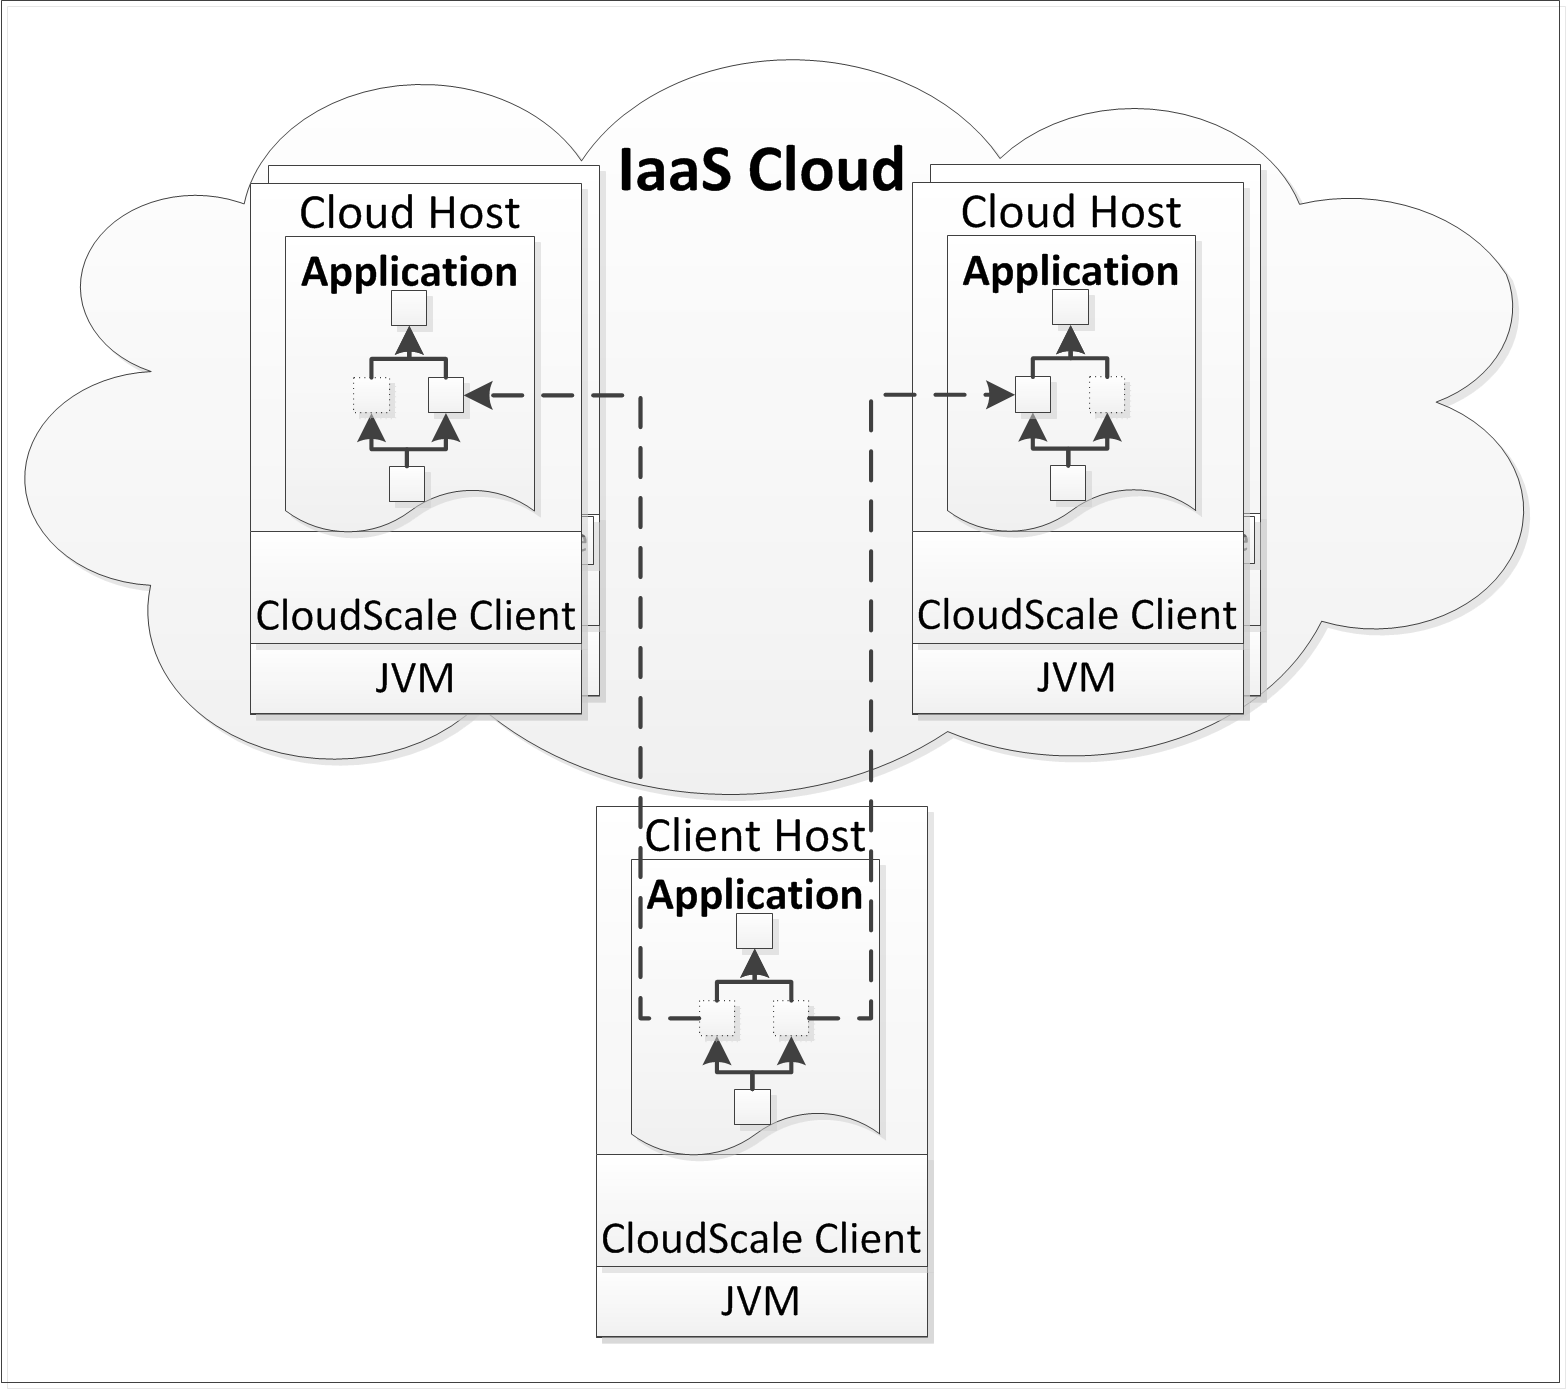 IaaS Cloud
Cloud Host
Application
CloudScale Client
JVM
Cloud Host
Application
CloudScale Client
JVM
Client Host
Application
CloudScale Client
JVM